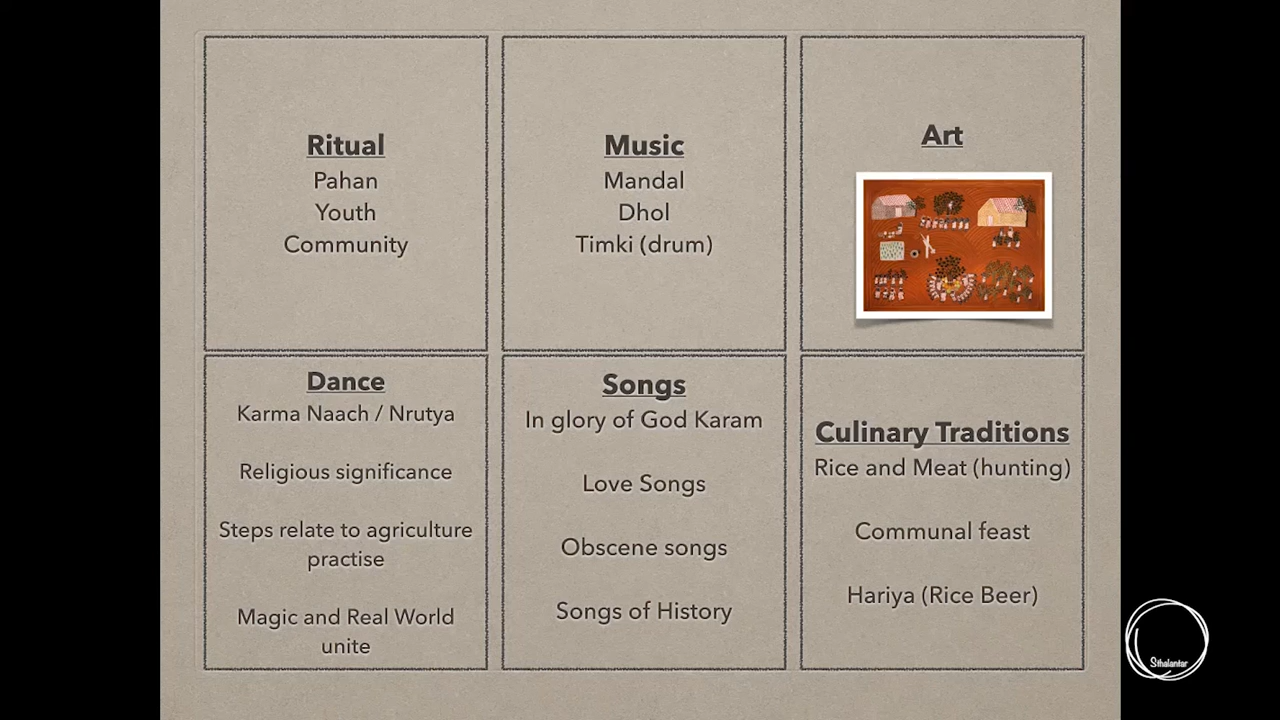 Ritual
Pahan
Youth
Community
Music
Mandal
Dhol
Timki (drum)
Art
Dance
Karma Naach / Nrutya
Religious significance
Steps relate to agriculture
practise
Magic and Real World
unite
Songs
In glory of God Karam
Love Songs
Obscene songs
Songs of History
Culinary Traditions
Rice and Meat (hunting)
Communal feast
Hariya (Rice Beer)
Sthalantar